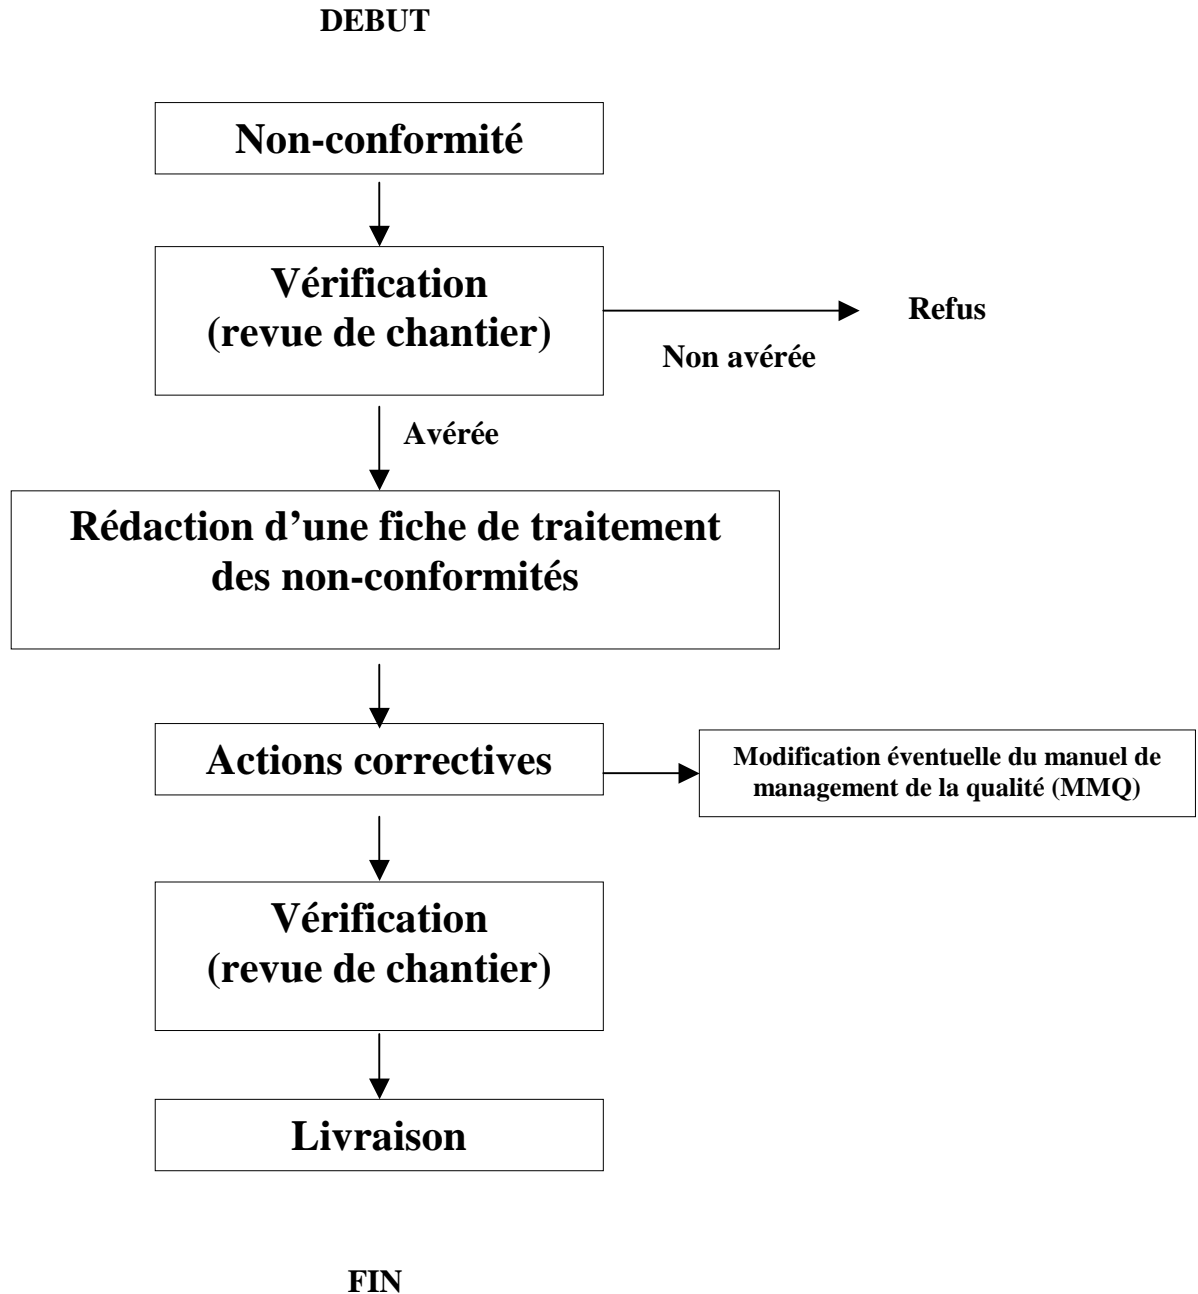 DEBUT
Non-conformité
Vérification
(revue de chantier)
Refus
Non avérée
Avérée
Rédaction d’une fiche de traitement
des non-conformités
Actions correctives
Modification éventuelle du manuel de
management de la qualité (MMQ)
Vérification
(revue de chantier)
Livraison
FIN